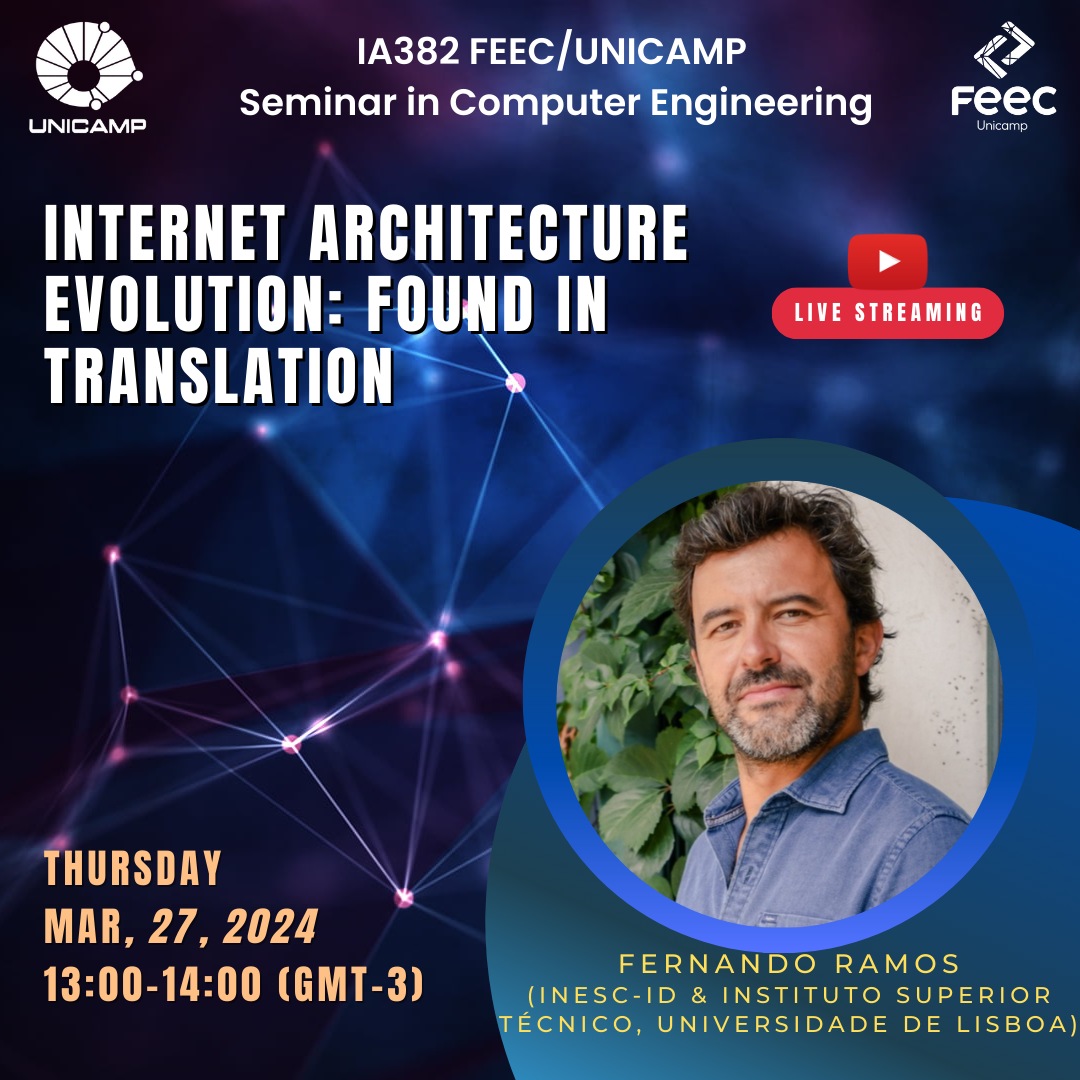 UNICAMP
IA382 FEEC/UNICAMP
Seminar in Computer Engineering
Feec
Unicamp
INTERNET ARCHITECTURE
EVOLUTION: FOUND IN
TRANSLATION
LIVE STREAMING
THURSDAY
MAR, 27, 2024
13:00-14:00 (GMT-3)
FERNANDO RAMOS
(INESC-ID & INSTITUTO SUPERIOR
TÉCNICO, UNIVERSIDADE DE LISBOA)